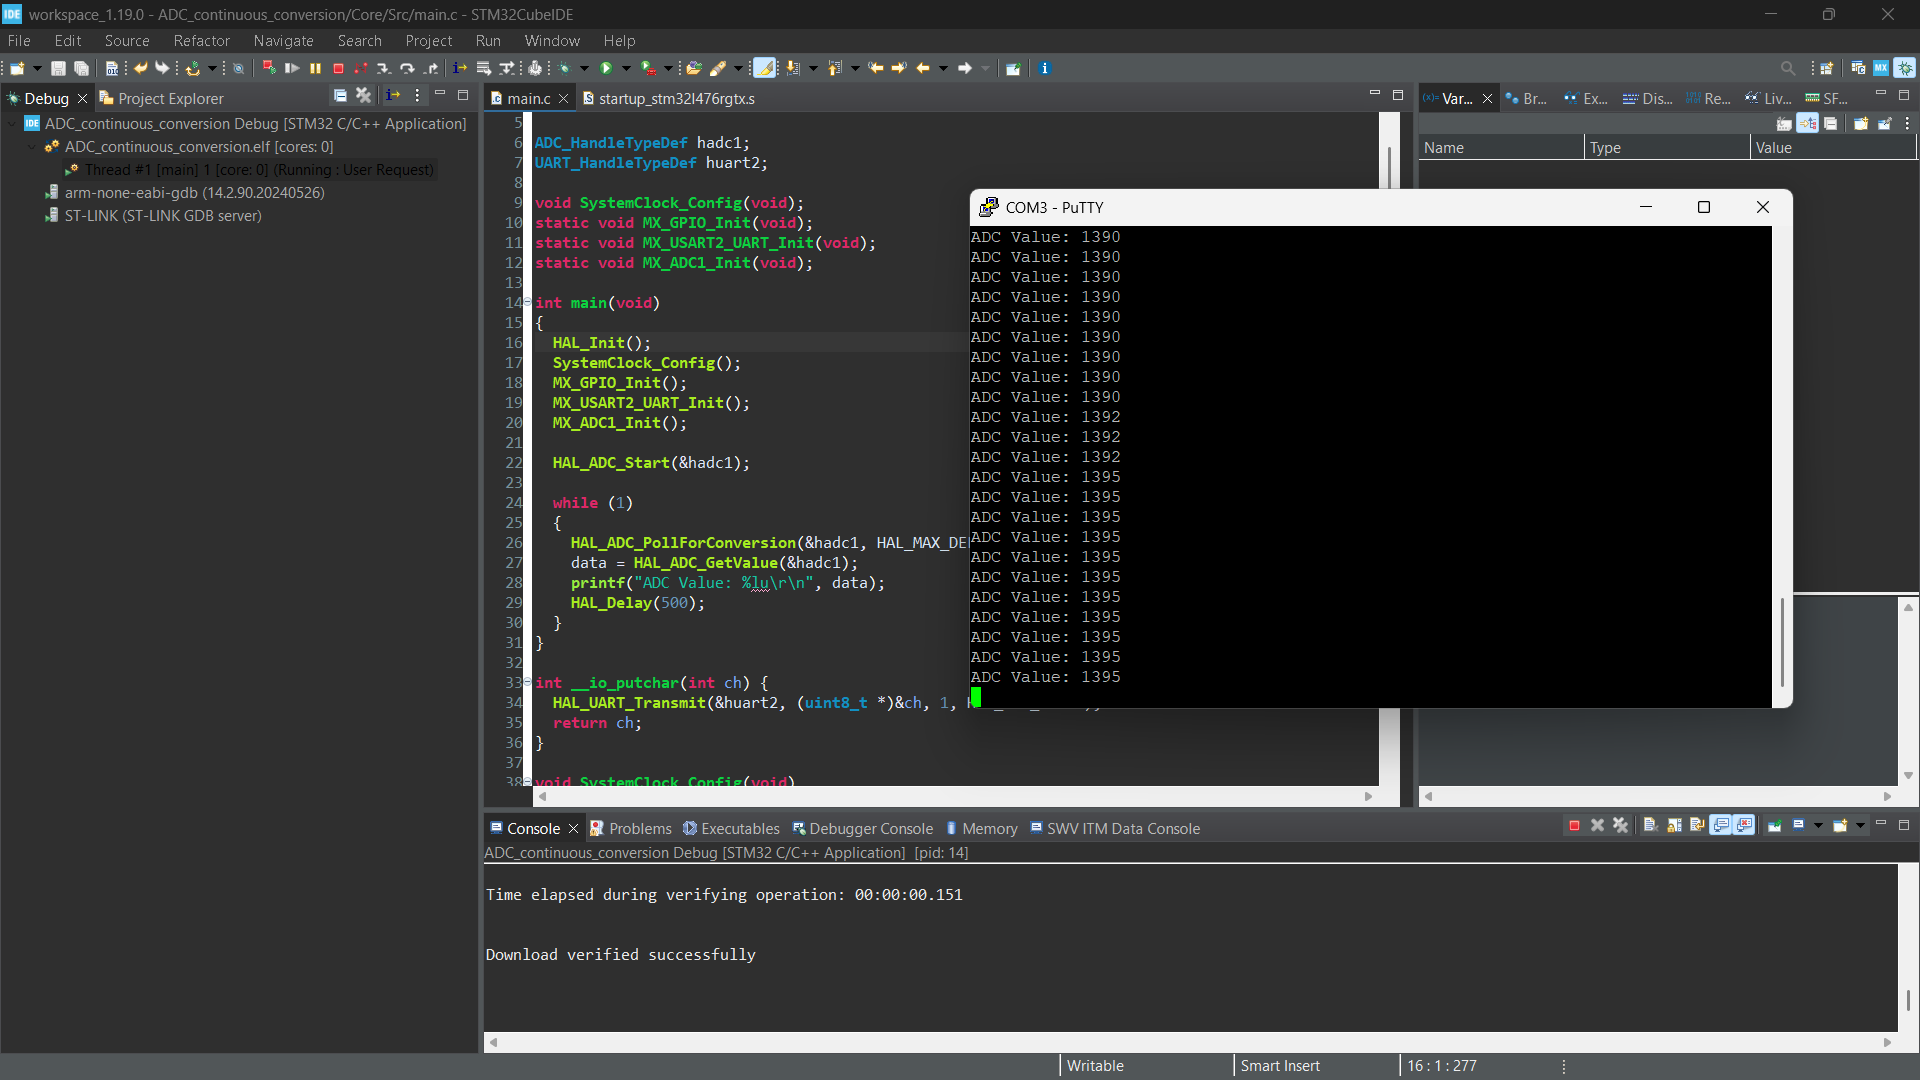 IDE workspace_1.19.0 - ADC_continuous_conversion/Core/Src/main.c - STM32CubeIDE
File Edit Source Refactor Navigate Search Project Run Window Help
Debug Project Explorer
IDE ADC_continuous_conversion Debug [STM32 C/C++ Application]
ADC_continuous_conversion.elf [cores: 0]
Thread #1 [main] 1 [core: 0] (Running : User Request)
arm-none-eabi-gdb (14.2.90.20240526)
ST-LINK (ST-LINK GDB server)
main.c startup_stm32l476rgtx.s
5
6 ADC_HandleTypeDef hadc1;
7 UART_HandleTypeDef huart2;
8
9 void SystemClock_Config(void);
10 static void MX_GPIO_Init(void);
11 static void MX_USART2_UART_Init(void);
12 static void MX_ADC1_Init(void);
13
14 int main(void)
15 {
16 HAL_Init();
17 SystemClock_Config();
18 MX_GPIO_Init();
19 MX_USART2_UART_Init();
20 MX_ADC1_Init();
21
22 HAL_ADC_Start(&hadc1);
23
24 while (1)
25 {
26 HAL_ADC_PollForConversion(&hadc1, HAL_MAX_DE
27 data = HAL_ADC_GetValue(&hadc1);
28 printf("ADC Value: %lu\r\n", data);
29 HAL_Delay(500);
30 }
31 }
32
33 int __io_putchar(int ch) {
34 HAL_UART_Transmit(&huart2, (uint8_t *)&ch, 1,
35 return ch;
36 }
37
38 void SystemClock_Config(void)
COM3 - PuTTY
ADC Value: 1390
ADC Value: 1390
ADC Value: 1390
ADC Value: 1390
ADC Value: 1390
ADC Value: 1390
ADC Value: 1390
ADC Value: 1390
ADC Value: 1390
ADC Value: 1392
ADC Value: 1392
ADC Value: 1392
ADC Value: 1395
ADC Value: 1395
ADC Value: 1395
ADC Value: 1395
ADC Value: 1395
ADC Value: 1395
ADC Value: 1395
ADC Value: 1395
ADC Value: 1395
ADC Value: 1395
ADC Value: 1395
Var... Br... Ex... Dis... Re... Liv... SF...
Name Type Value
Console Problems Executables Debugger Console Memory SWV ITM Data Console
ADC_continuous_conversion Debug [STM32 C/C++ Application] [pid: 14]
Time elapsed during verifying operation: 00:00:00.151
Download verified successfully
Writable Smart Insert 16 : 1 : 277